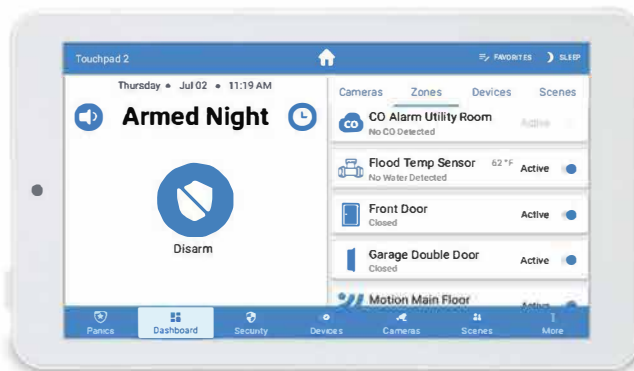 Touchpad 2
FAVORITES
SLEEP
Thursday • Jul 02 • 11:19 AM
Armed Night
Disarm
Cameras Zones Devices Scenes
CO
CO Alarm Utility Room
No CO Detected
Active
Flood Temp Sensor 62°F Active
No Water Detected
Front Door
Closed
Active
Garage Double Door
Closed
Active
Motion Main Floor
Active
Panics Dashboard Security Devices Cameras Scenes More